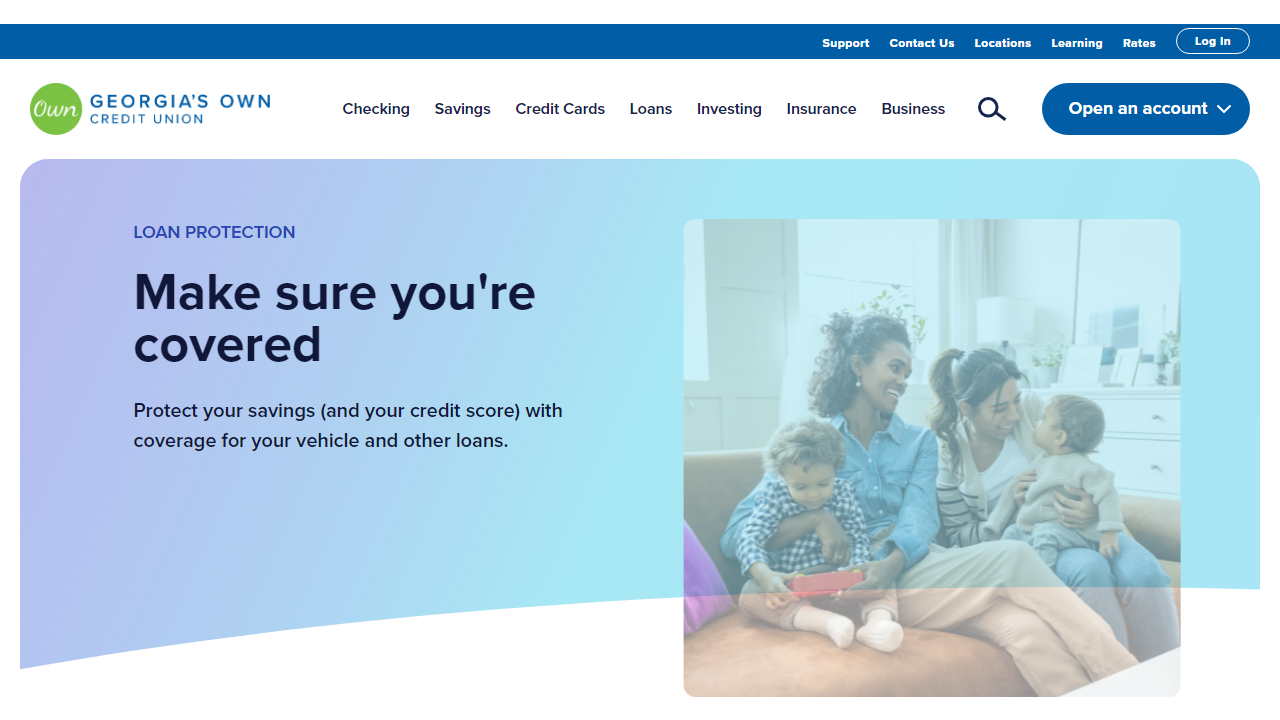 Support Contact Us Locations Learning Rates Log In
Own GEORGIA'S OWN
CREDIT UNION
Checking Savings Credit Cards Loans Investing Insurance Business Open an account
LOAN PROTECTION
Make sure you're
covered
Protect your savings (and your credit score) with
coverage for your vehicle and other loans.